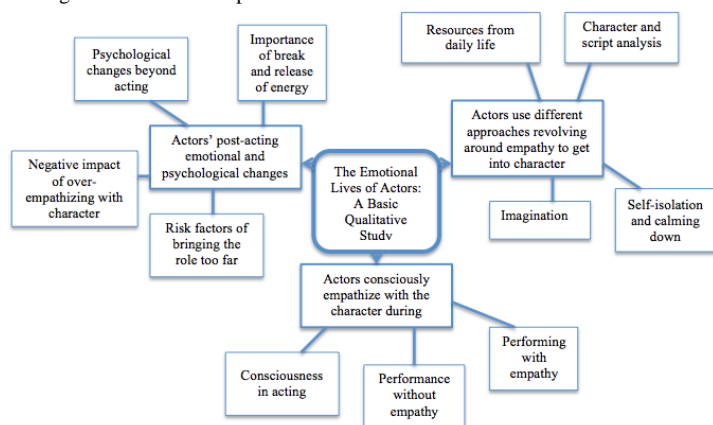 Psychological
changes beyond
acting
Importance
of break
and release
of energy
Actors' post-acting
emotional and
psychological changes
Negative impact
of over-
empathizing with
character
Risk factors of
bringing the
role too far
The Emotional
Lives of Actors:
A Basic
Qualitative
Study
Resources from
daily life
Character and
script analysis
Actors use different
approaches revolving
around empathy to get
into character
Imagination
Self-isolation
and calming
down
Actors consciously
empathize with the
character during
Consciousness
in acting
Performance
without
empathy
Performing
with
empathy